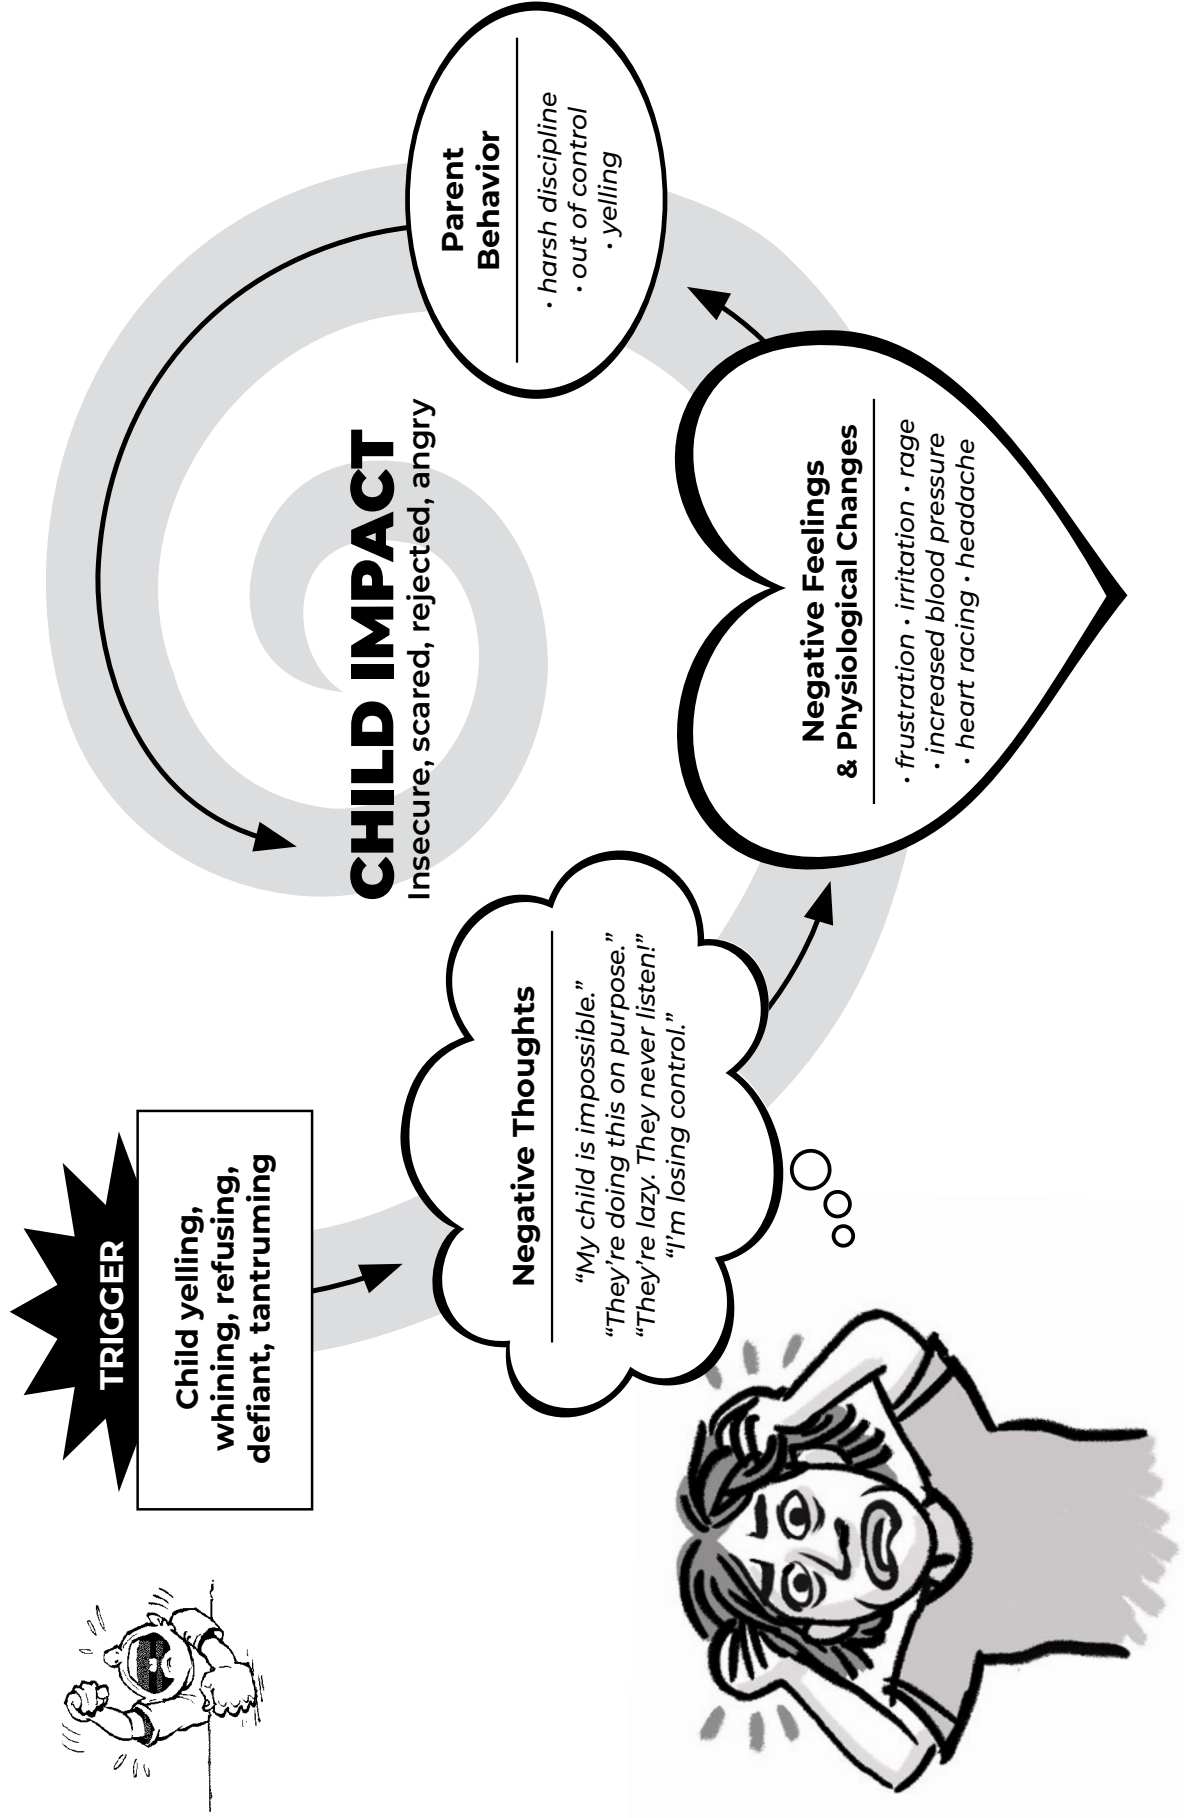 TRIGGER
Child yelling,
whining, refusing,
defiant, tantruming
Negative Thoughts
“My child is impossible.”
“They’re doing this on purpose.”
“They’re lazy. They never listen!”
“I’m losing control.”
Negative Feelings
& Physiological Changes
• frustration • irritation • rage
• increased blood pressure
• heart racing • headache
Parent
Behavior
• harsh discipline
• out of control
• yelling
CHILD IMPACT
Insecure, scared, rejected, angry